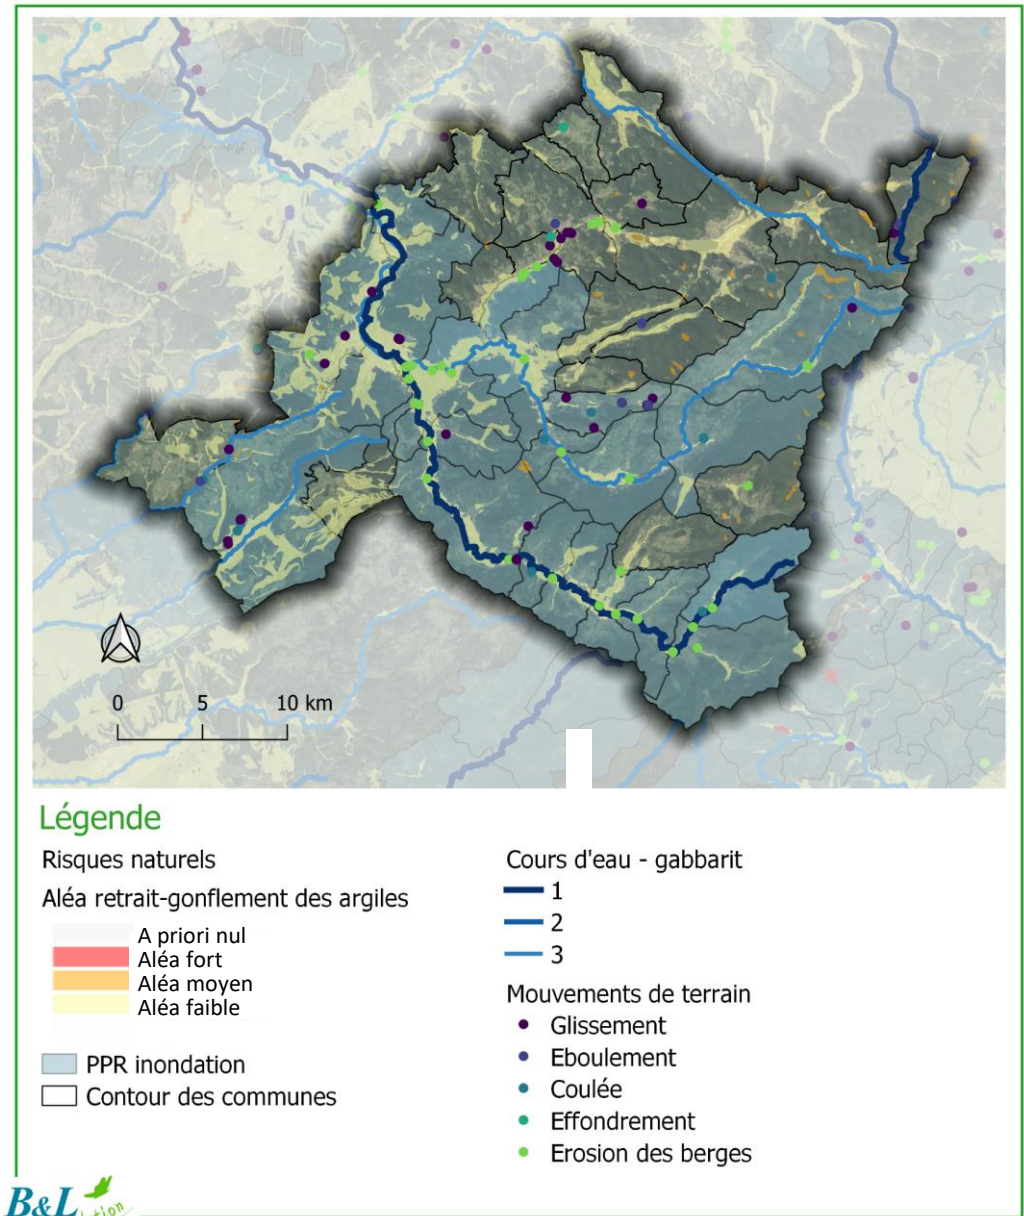 0 5 10 km
Légende
Risques naturels
Aléa retrait-gonflement des argiles
A priori nul
Aléa fort
Aléa moyen
Aléa faible
PPR inondation
Contour des communes
Cours d'eau - gabbarit
1
2
3
Mouvements de terrain
Glissement
Eboulement
Coulée
Effondrement
Erosion des berges
B&L